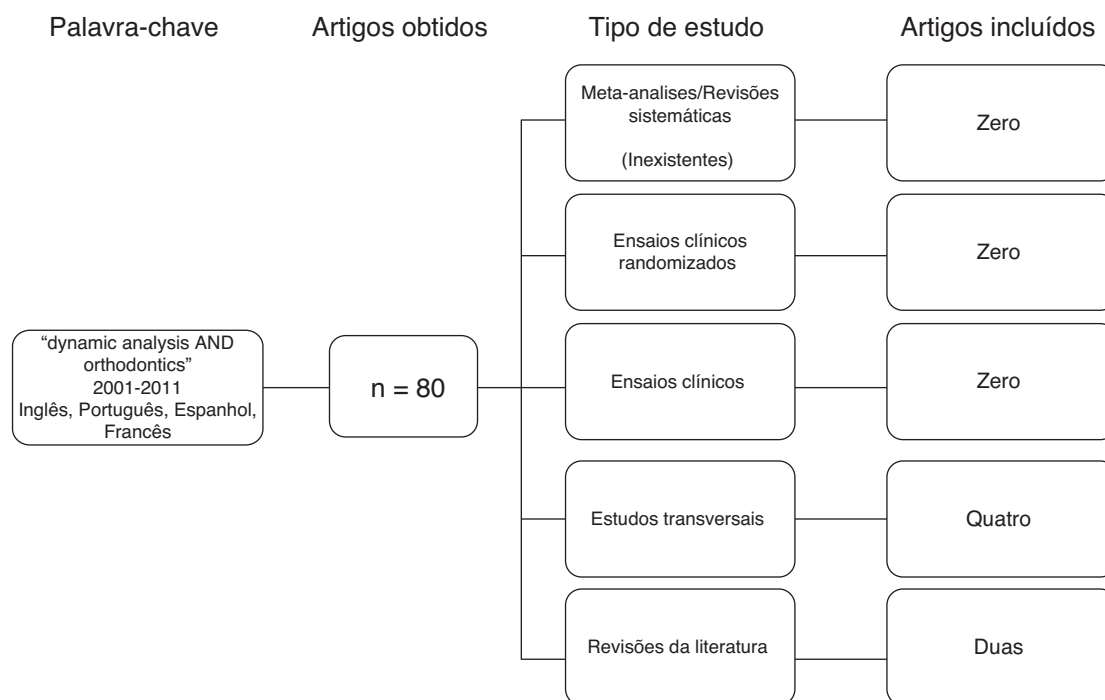 Palavra-chave
Artigos obtidos
Tipo de estudo
Artigos incluídos
“dynamic analysis AND
orthodontics”
2001-2011
Inglês, Português, Espanhol,
Francês
n = 80
Meta-analises/Revisões
sistemáticas
(Inexistentes)
Zero
Ensaios clínicos
randomizados
Zero
Ensaios clínicos
Zero
Estudos transversais
Quatro
Revisões da literatura
Duas